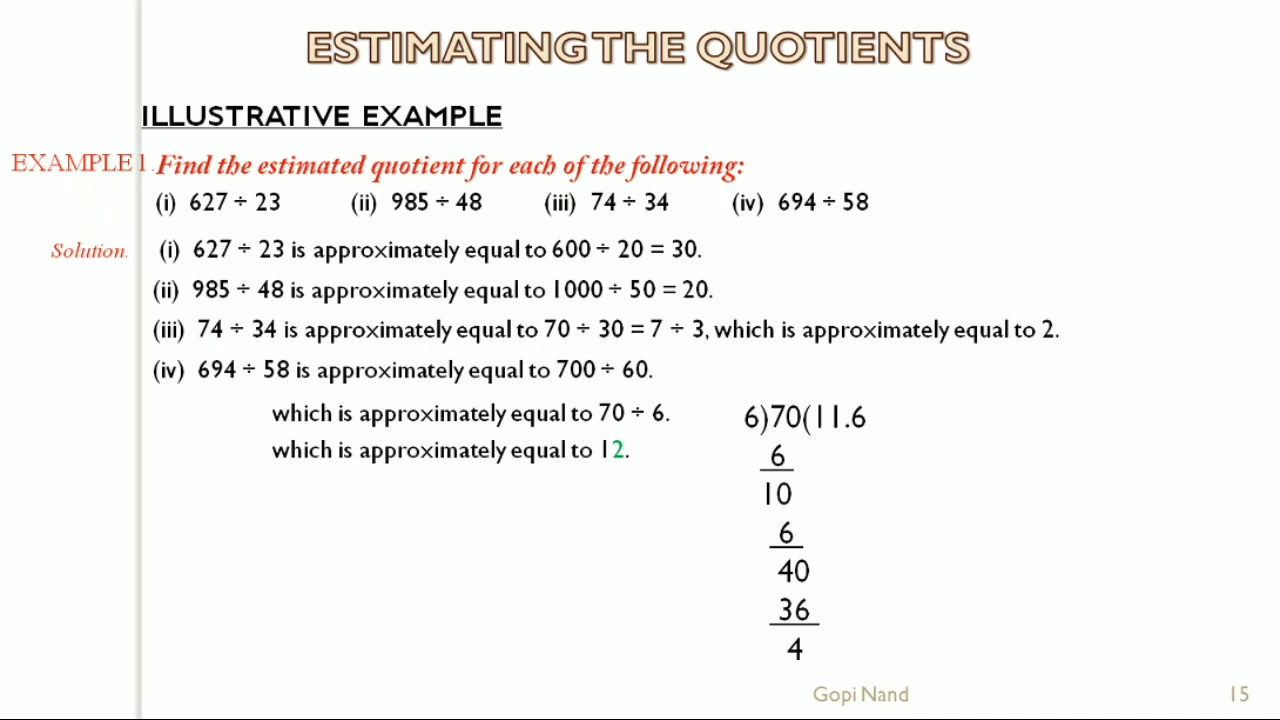 ESTIMATING THE QUOTIENTS
ILLUSTRATIVE EXAMPLE
EXAMPLE 1. Find the estimated quotient for each of the following:
(i) 627 ÷ 23 (ii) 985 ÷ 48 (iii) 74 ÷ 34 (iv) 694 ÷ 58
Solution. (i) 627 ÷ 23 is approximately equal to 600 ÷ 20 = 30.
(ii) 985 ÷ 48 is approximately equal to 1000 ÷ 50 = 20.
(iii) 74 ÷ 34 is approximately equal to 70 ÷ 30 = 7 ÷ 3, which is approximately equal to 2.
(iv) 694 ÷ 58 is approximately equal to 700 ÷ 60.
which is approximately equal to 70 ÷ 6.
which is approximately equal to 12.
6)70(11.6
6
10
6
40
36
4
Gopi Nand 15